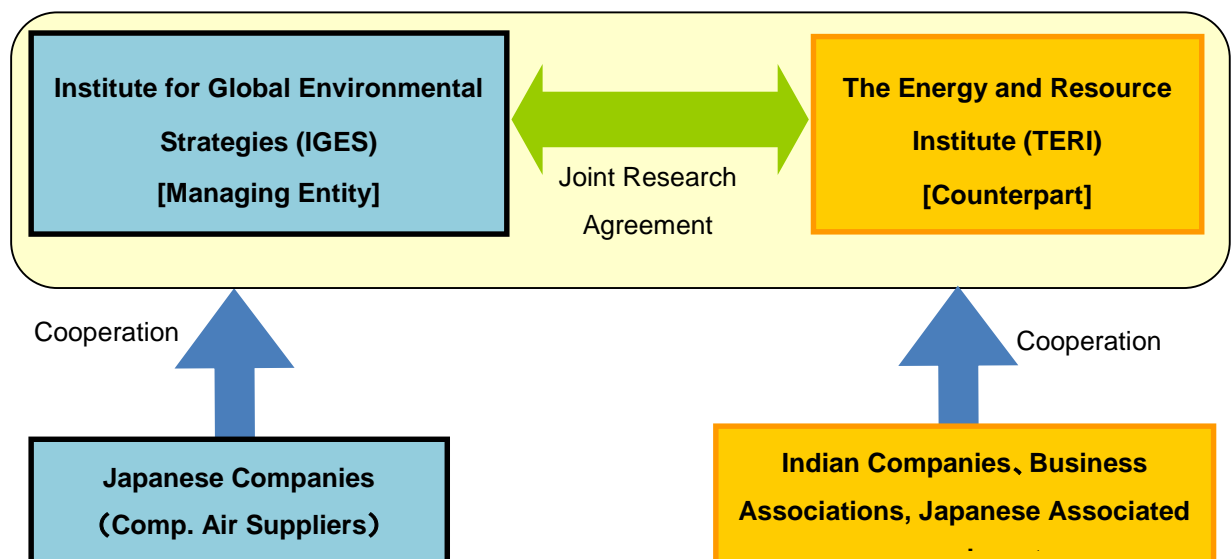 Institute for Global Environmental
Strategies (IGES)
[Managing Entity]
Joint Research
Agreement
The Energy and Resource
Institute (TERI)
[Counterpart]
Cooperation
Cooperation
Japanese Companies
（Comp. Air Suppliers）
Indian Companies、Business
Associations, Japanese Associated